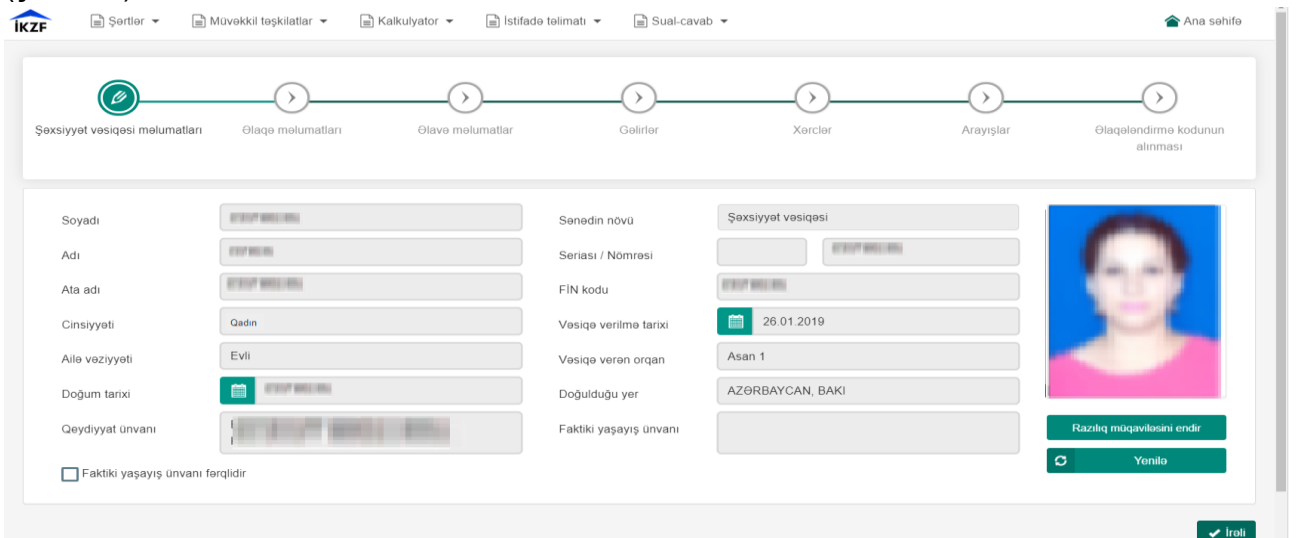 İKZF
Şərtlər
Müvəkkil təşkilatlar
Kalkulyator
İstifadə təlimatı
Sual-cavab
Ana səhifə
Şəxsiyyət vəsiqəsi məlumatları
Əlaqə məlumatları
Əlavə məlumatlar
Gəlirlər
Xərclər
Arayışlar
Əlaqələndirmə kodunun
alınması
Soyadı
Sənədin növü
Şəxsiyyət vəsiqəsi
Adı
Seriası / Nömrəsi
Ata adı
FİN kodu
Cinsiyyəti
Qadın
Vəsiqə verilmə tarixi
26.01.2019
Ailə vəziyyəti
Evli
Vəsiqə verən orqan
Asan 1
Doğum tarixi
Doğulduğu yer
AZƏRBAYCAN, BAKI
Qeydiyyat ünvanı
Faktiki yaşayış ünvanı
Razılıq müqaviləsini endir
Yenilə
Faktiki yaşayış ünvanı fərqlidir
İrəli